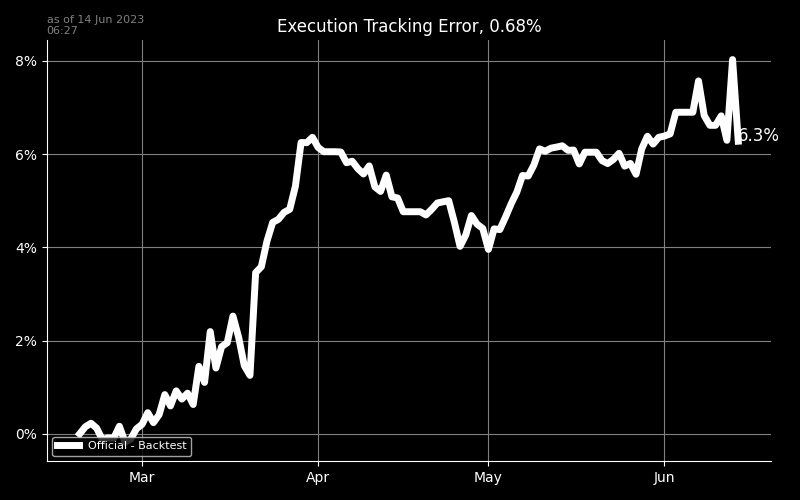 as of 14 Jun 2023
06:27
Execution Tracking Error, 0.68%
8%
6%
4%
2%
0%
6.3%
Official - Backtest
Mar
Apr
May
Jun